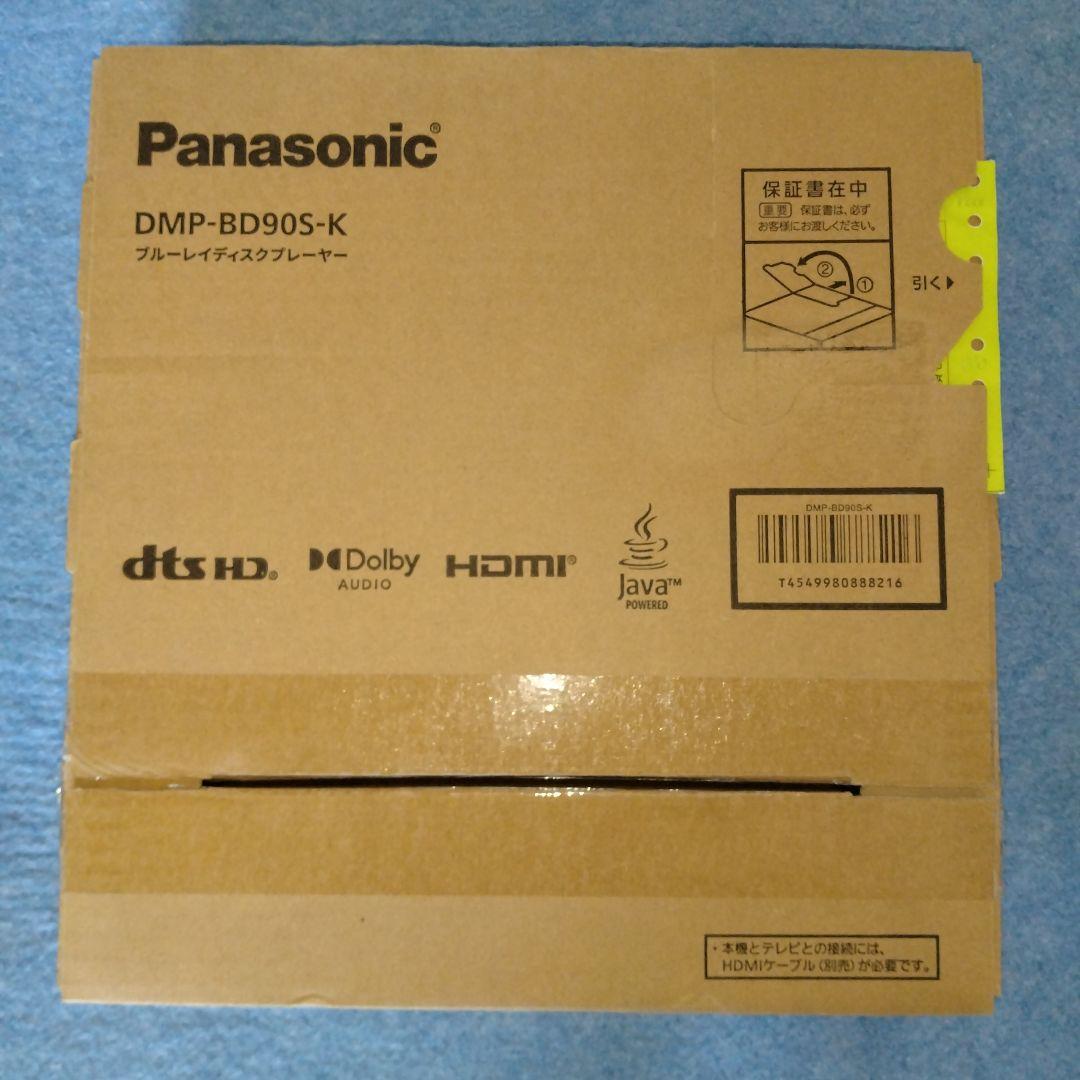 Panasonic®
DMP-BD90S-K
ブルーレイディスクプレーヤー
保証書在中
重要 保証書は、必ず
お客様にお渡しください。
②
①
引く
dts HD®
Dolby
AUDIO
HDMI®
Java™
POWERED
DMP-BD90S-K
T4549980888216
・本機とテレビとの接続には、
HDMIケーブル(別売)が必要です。